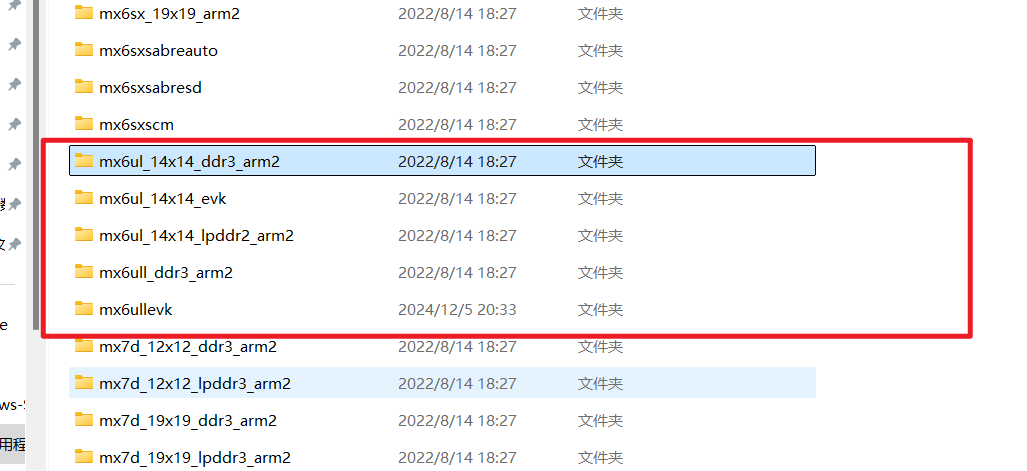 mx6sx_19x19_arm2 2022/8/14 18:27 文件夹
mx6sxsabreauto 2022/8/14 18:27 文件夹
mx6sxsabresd 2022/8/14 18:27 文件夹
mx6sxscm 2022/8/14 18:27 文件夹
mx6ul_14x14_ddr3_arm2 2022/8/14 18:27 文件夹
mx6ul_14x14_evk 2022/8/14 18:27 文件夹
mx6ul_14x14_lpddr2_arm2 2022/8/14 18:27 文件夹
mx6ull_ddr3_arm2 2022/8/14 18:27 文件夹
mx6ullevk 2024/12/5 20:33 文件夹
e
mx7d_12x12_ddr3_arm2 2022/8/14 18:27 文件夹
mx7d_12x12_lpddr3_arm2 2022/8/14 18:27 文件夹
ws-S
mx7d_19x19_ddr3_arm2 2022/8/14 18:27 文件夹
用程
mx7d_19x19_lpddr3_arm2 2022/8/14 18:27 文件夹